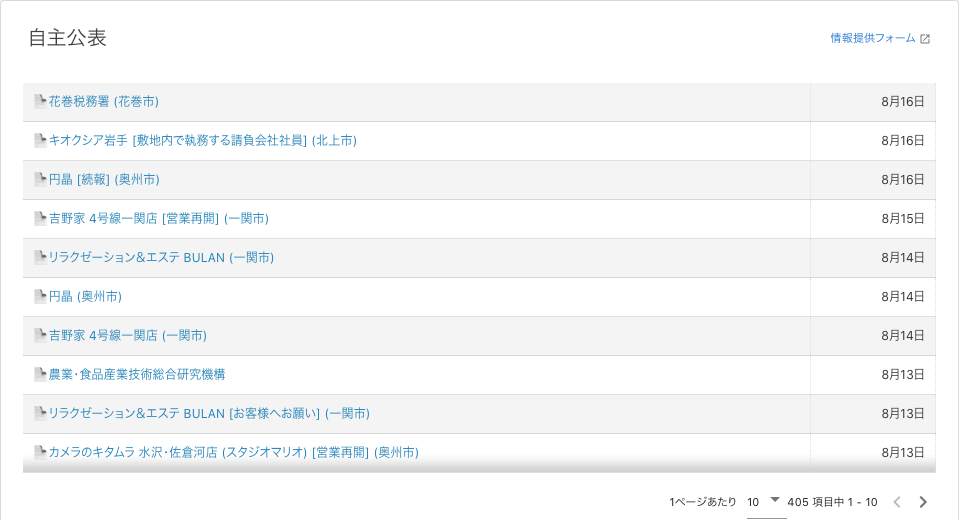 自主公表
情報提供フォーム
花巻税務署 (花巻市) 8月16日
キオクシア岩手 [敷地内で執務する請負会社社員] (北上市) 8月16日
円晶 [続報] (奥州市) 8月16日
吉野家 4号線一関店 [営業再開] (一関市) 8月15日
リラクゼーション&エステ BULAN (一関市) 8月14日
円晶 (奥州市) 8月14日
吉野家 4号線一関店 (一関市) 8月14日
農業・食品産業技術総合研究機構 8月13日
リラクゼーション&エステ BULAN [お客様へお願い] (一関市) 8月13日
カメラのキタムラ 水沢・佐倉河店 (スタジオマリオ) [営業再開] (奥州市) 8月13日
1ページあたり 10 405 項目中 1 - 10